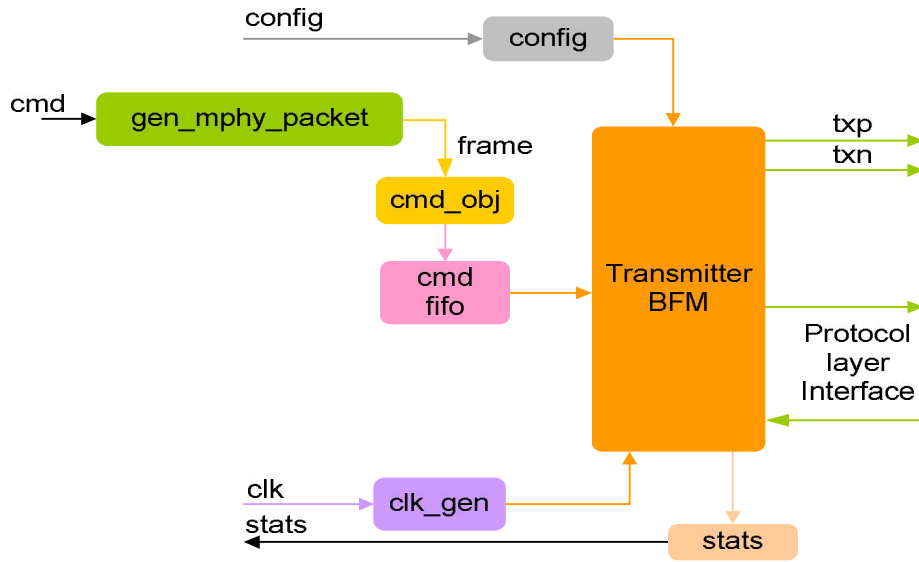 config
config
cmd
gen_mphy_packet
txp
frame
txn
cmd_obj
cmd
fifo
Transmitter
BFM
Protocol
layer
Interface
clk
clk_gen
stats
stats